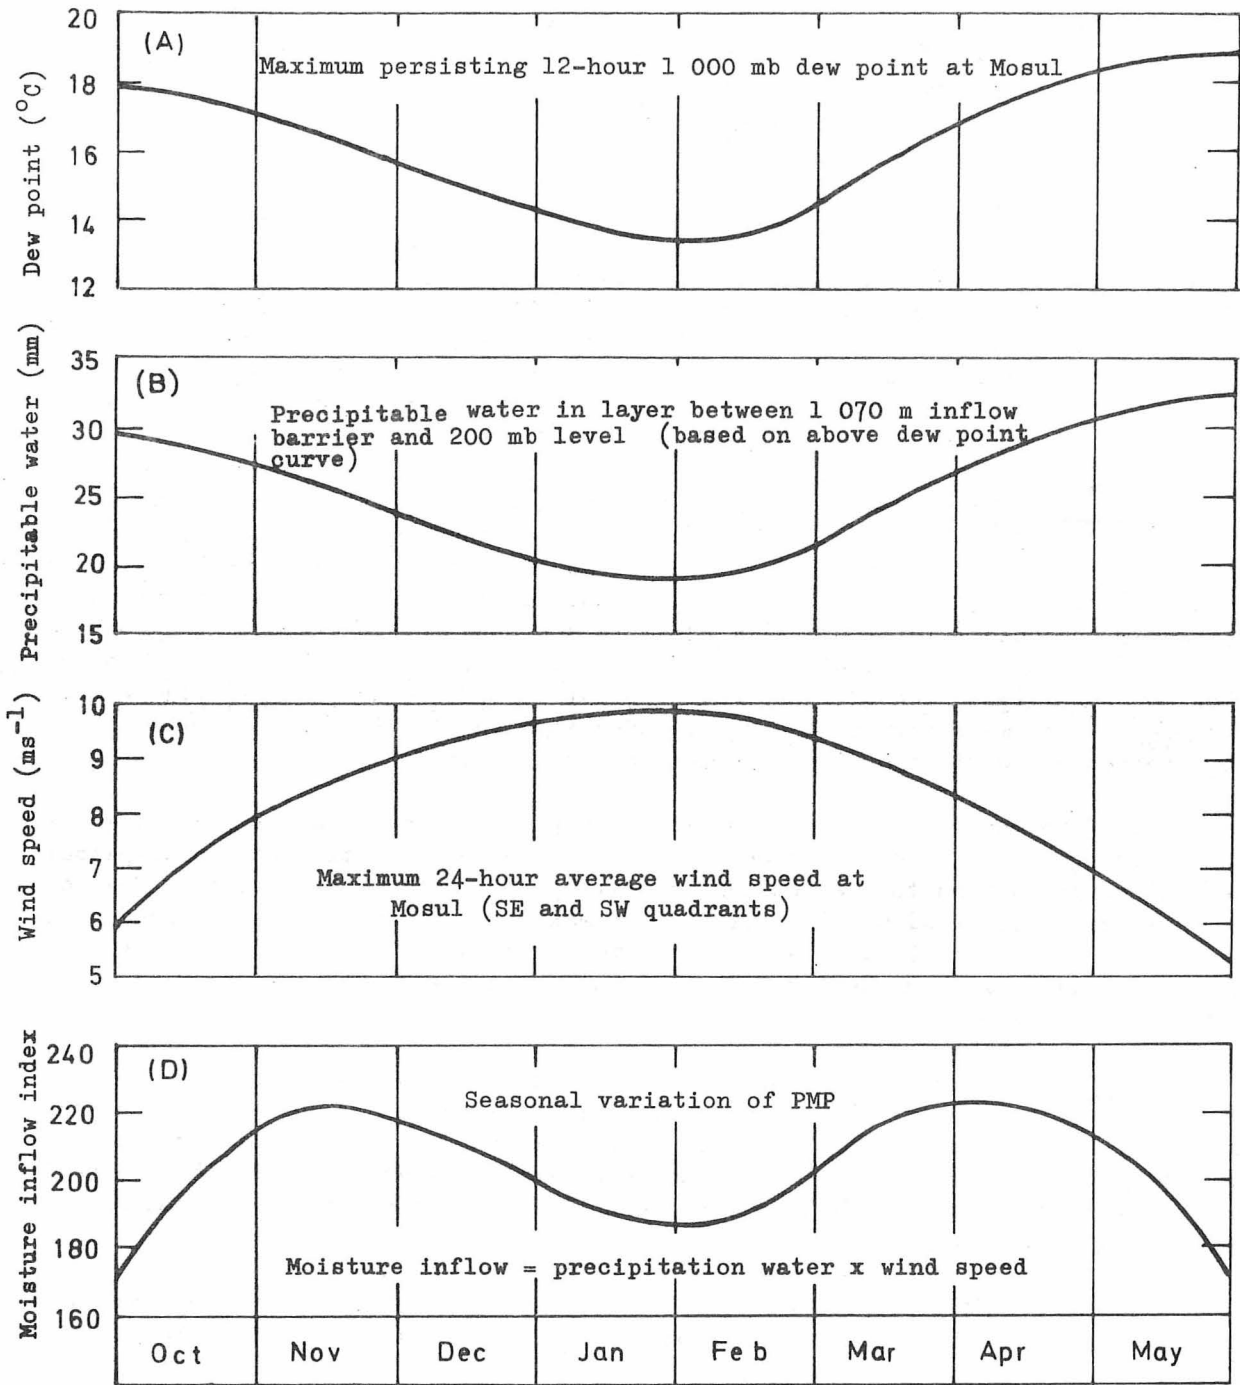 (A)
Maximum persisting 12-hour 1 000 mb dew point at Mosul
Dew point (°C)
20
18
16
14
12
(B)
Precipitable water in layer between 1 070 m inflow
barrier and 200 mb level (based on above dew point
curve)
Precipitable water (mm)
35
30
25
20
15
(C)
Maximum 24-hour average wind speed at
Mosul (SE and SW quadrants)
Wind speed (ms⁻¹)
10
9
8
7
6
5
(D)
Seasonal variation of PMP
Moisture inflow = precipitation water x wind speed
Moisture inflow index
240
220
200
180
160
Oct Nov Dec Jan Feb Mar Apr May